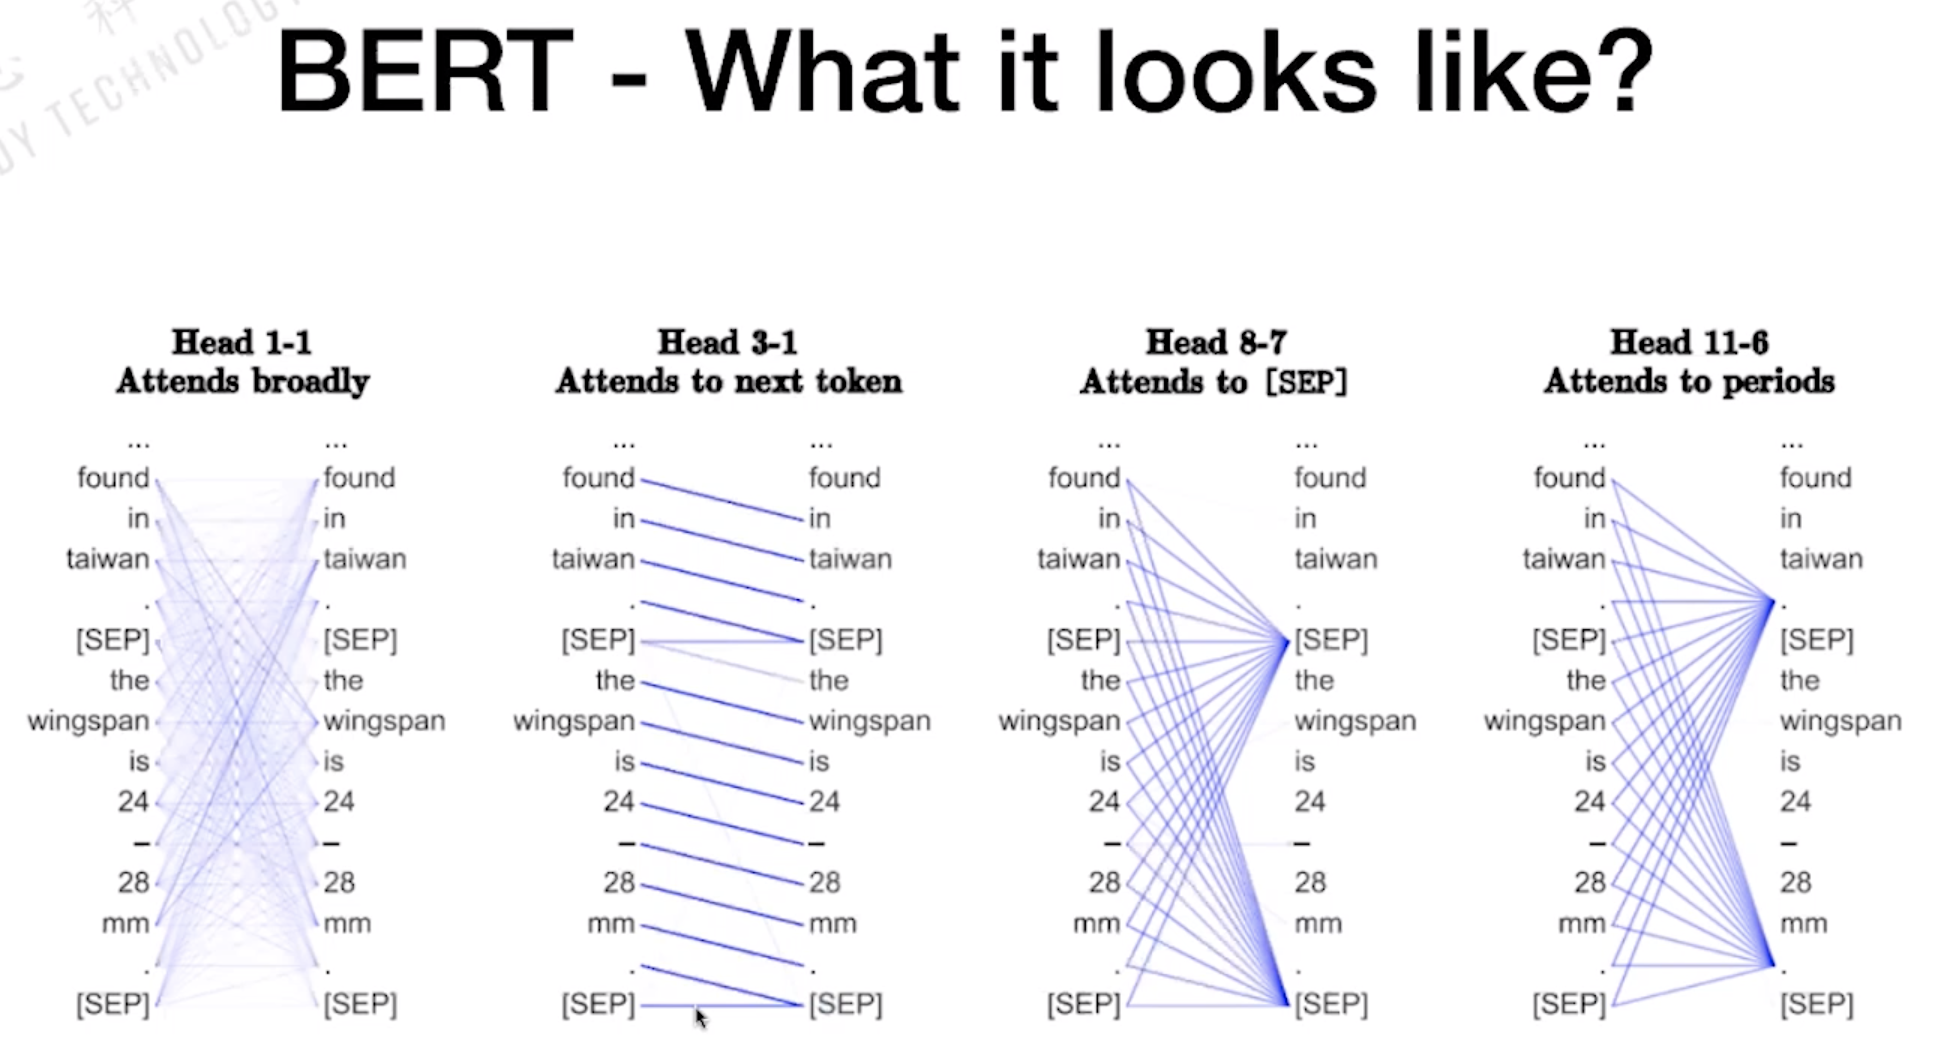 科
DY TECHNOLOG
BERT - What it looks like?
Head 1-1
Attends broadly
...
...
found
found
in
in
taiwan
taiwan
.
.
[SEP]
[SEP]
the
the
wingspan
wingspan
is
is
24
24
–
–
28
28
mm
mm
.
.
[SEP]
[SEP]
Head 3-1
Attends to next token
...
...
found
found
in
in
taiwan
taiwan
.
.
[SEP]
[SEP]
the
the
wingspan
wingspan
is
is
24
24
–
–
28
28
mm
mm
.
.
[SEP]
[SEP]
Head 8-7
Attends to [SEP]
...
...
found
found
in
in
taiwan
taiwan
.
.
[SEP]
[SEP]
the
the
wingspan
wingspan
is
is
24
24
–
–
28
28
mm
mm
.
.
[SEP]
[SEP]
Head 11-6
Attends to periods
...
...
found
found
in
in
taiwan
taiwan
.
.
[SEP]
[SEP]
the
the
wingspan
wingspan
is
is
24
24
–
–
28
28
mm
mm
.
.
[SEP]
[SEP]